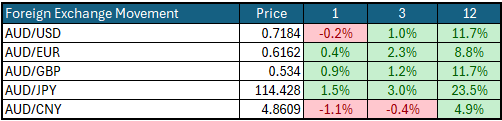 Foreign Exchange Movement Price 1 3 12
AUD/USD 0.7184 -0.2% 1.0% 11.7%
AUD/EUR 0.6162 0.4% 2.3% 8.8%
AUD/GBP 0.534 0.9% 1.2% 11.7%
AUD/JPY 114.428 1.5% 3.0% 23.5%
AUD/CNY 4.8609 -1.1% -0.4% 4.9%